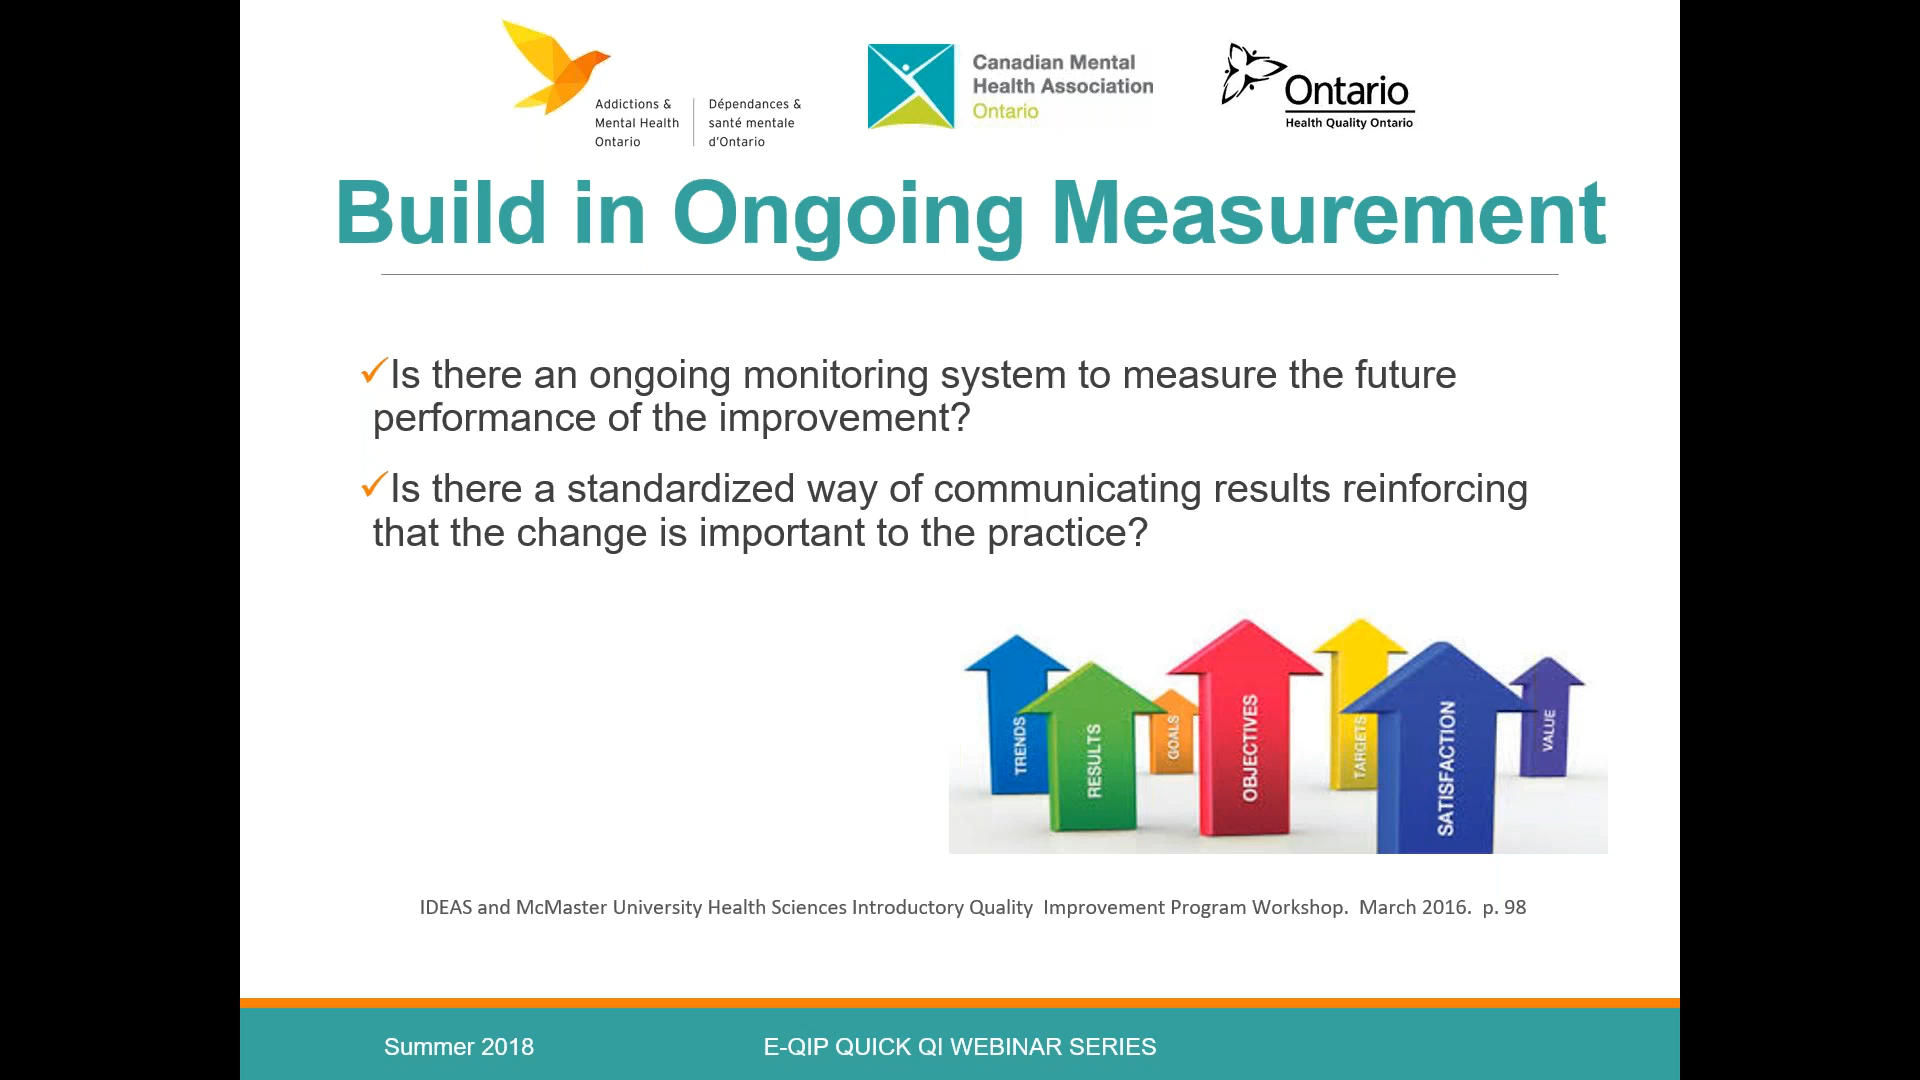 Addictions &
Mental Health
Ontario
Dépendances &
santé mentale
d'Ontario
Canadian Mental
Health Association
Ontario
Ontario
Health Quality Ontario
Build in Ongoing Measurement
✓Is there an ongoing monitoring system to measure the future
performance of the improvement?
✓Is there a standardized way of communicating results reinforcing
that the change is important to the practice?
TRENDS
RESULTS
GOALS
OBJECTIVES
TARGETS
SATISFACTION
VALUE
IDEAS and McMaster University Health Sciences Introductory Quality  Improvement Program Workshop.  March 2016.  p. 98
Summer 2018
E-QIP QUICK QI WEBINAR SERIES